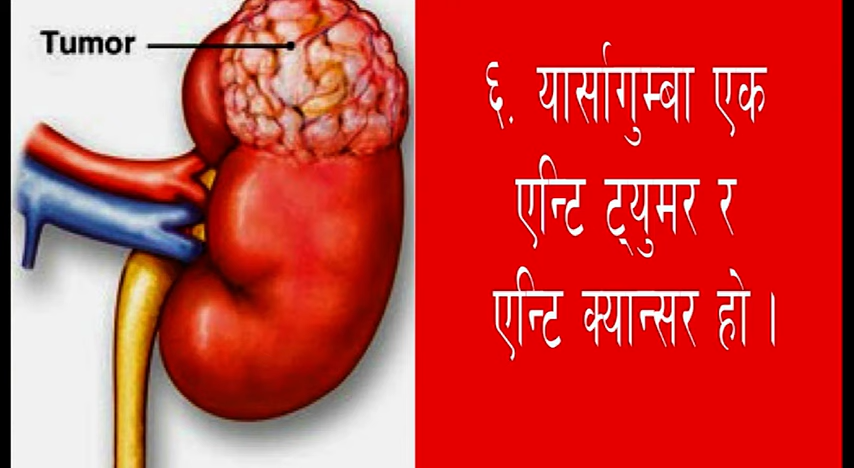 Tumor
६. यार्सागुम्बा एक
एन्टि ट्युमर र
एन्टि क्यान्सर हो ।